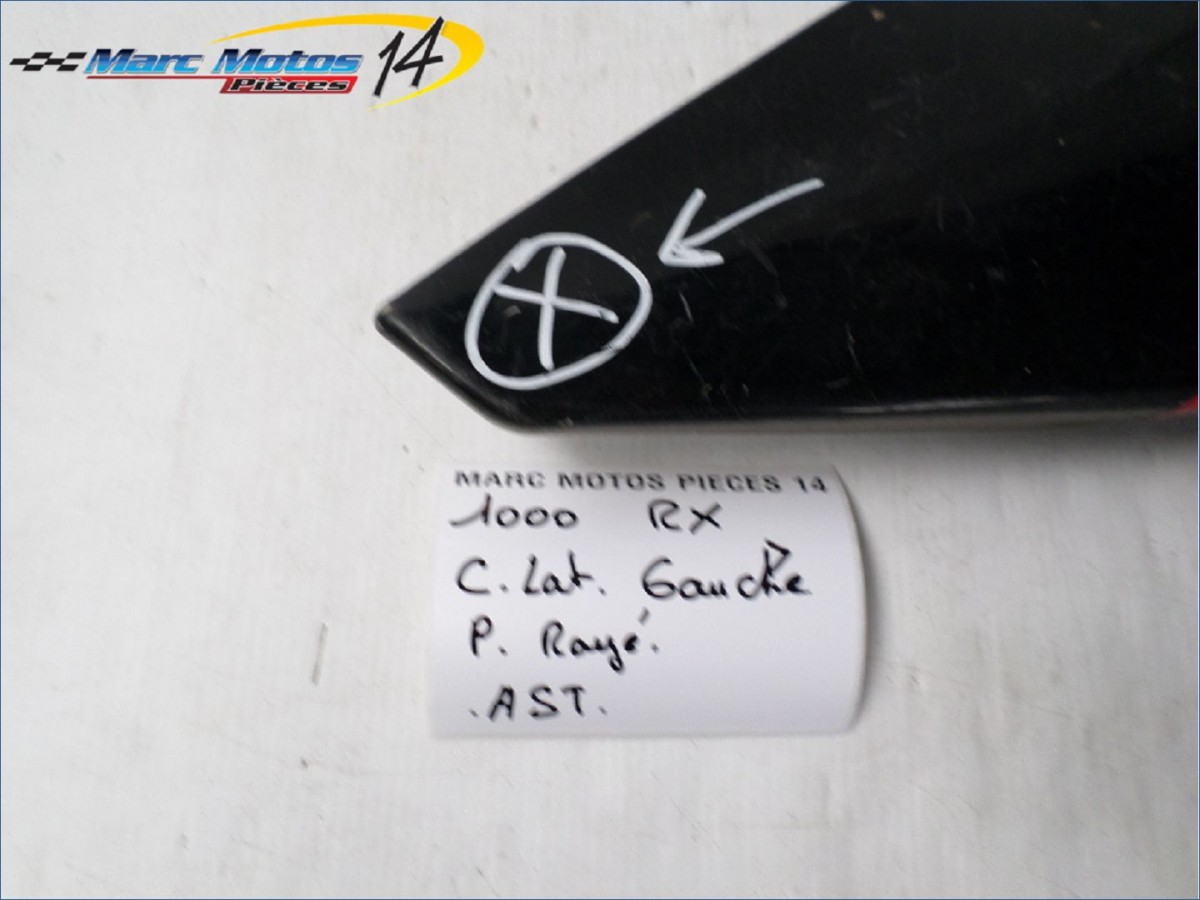 Marc Motos 14
Pièces
MARC MOTOS PIECES 14
1000 RX
C. Lat. Gauche
P. Rayé.
.AST.